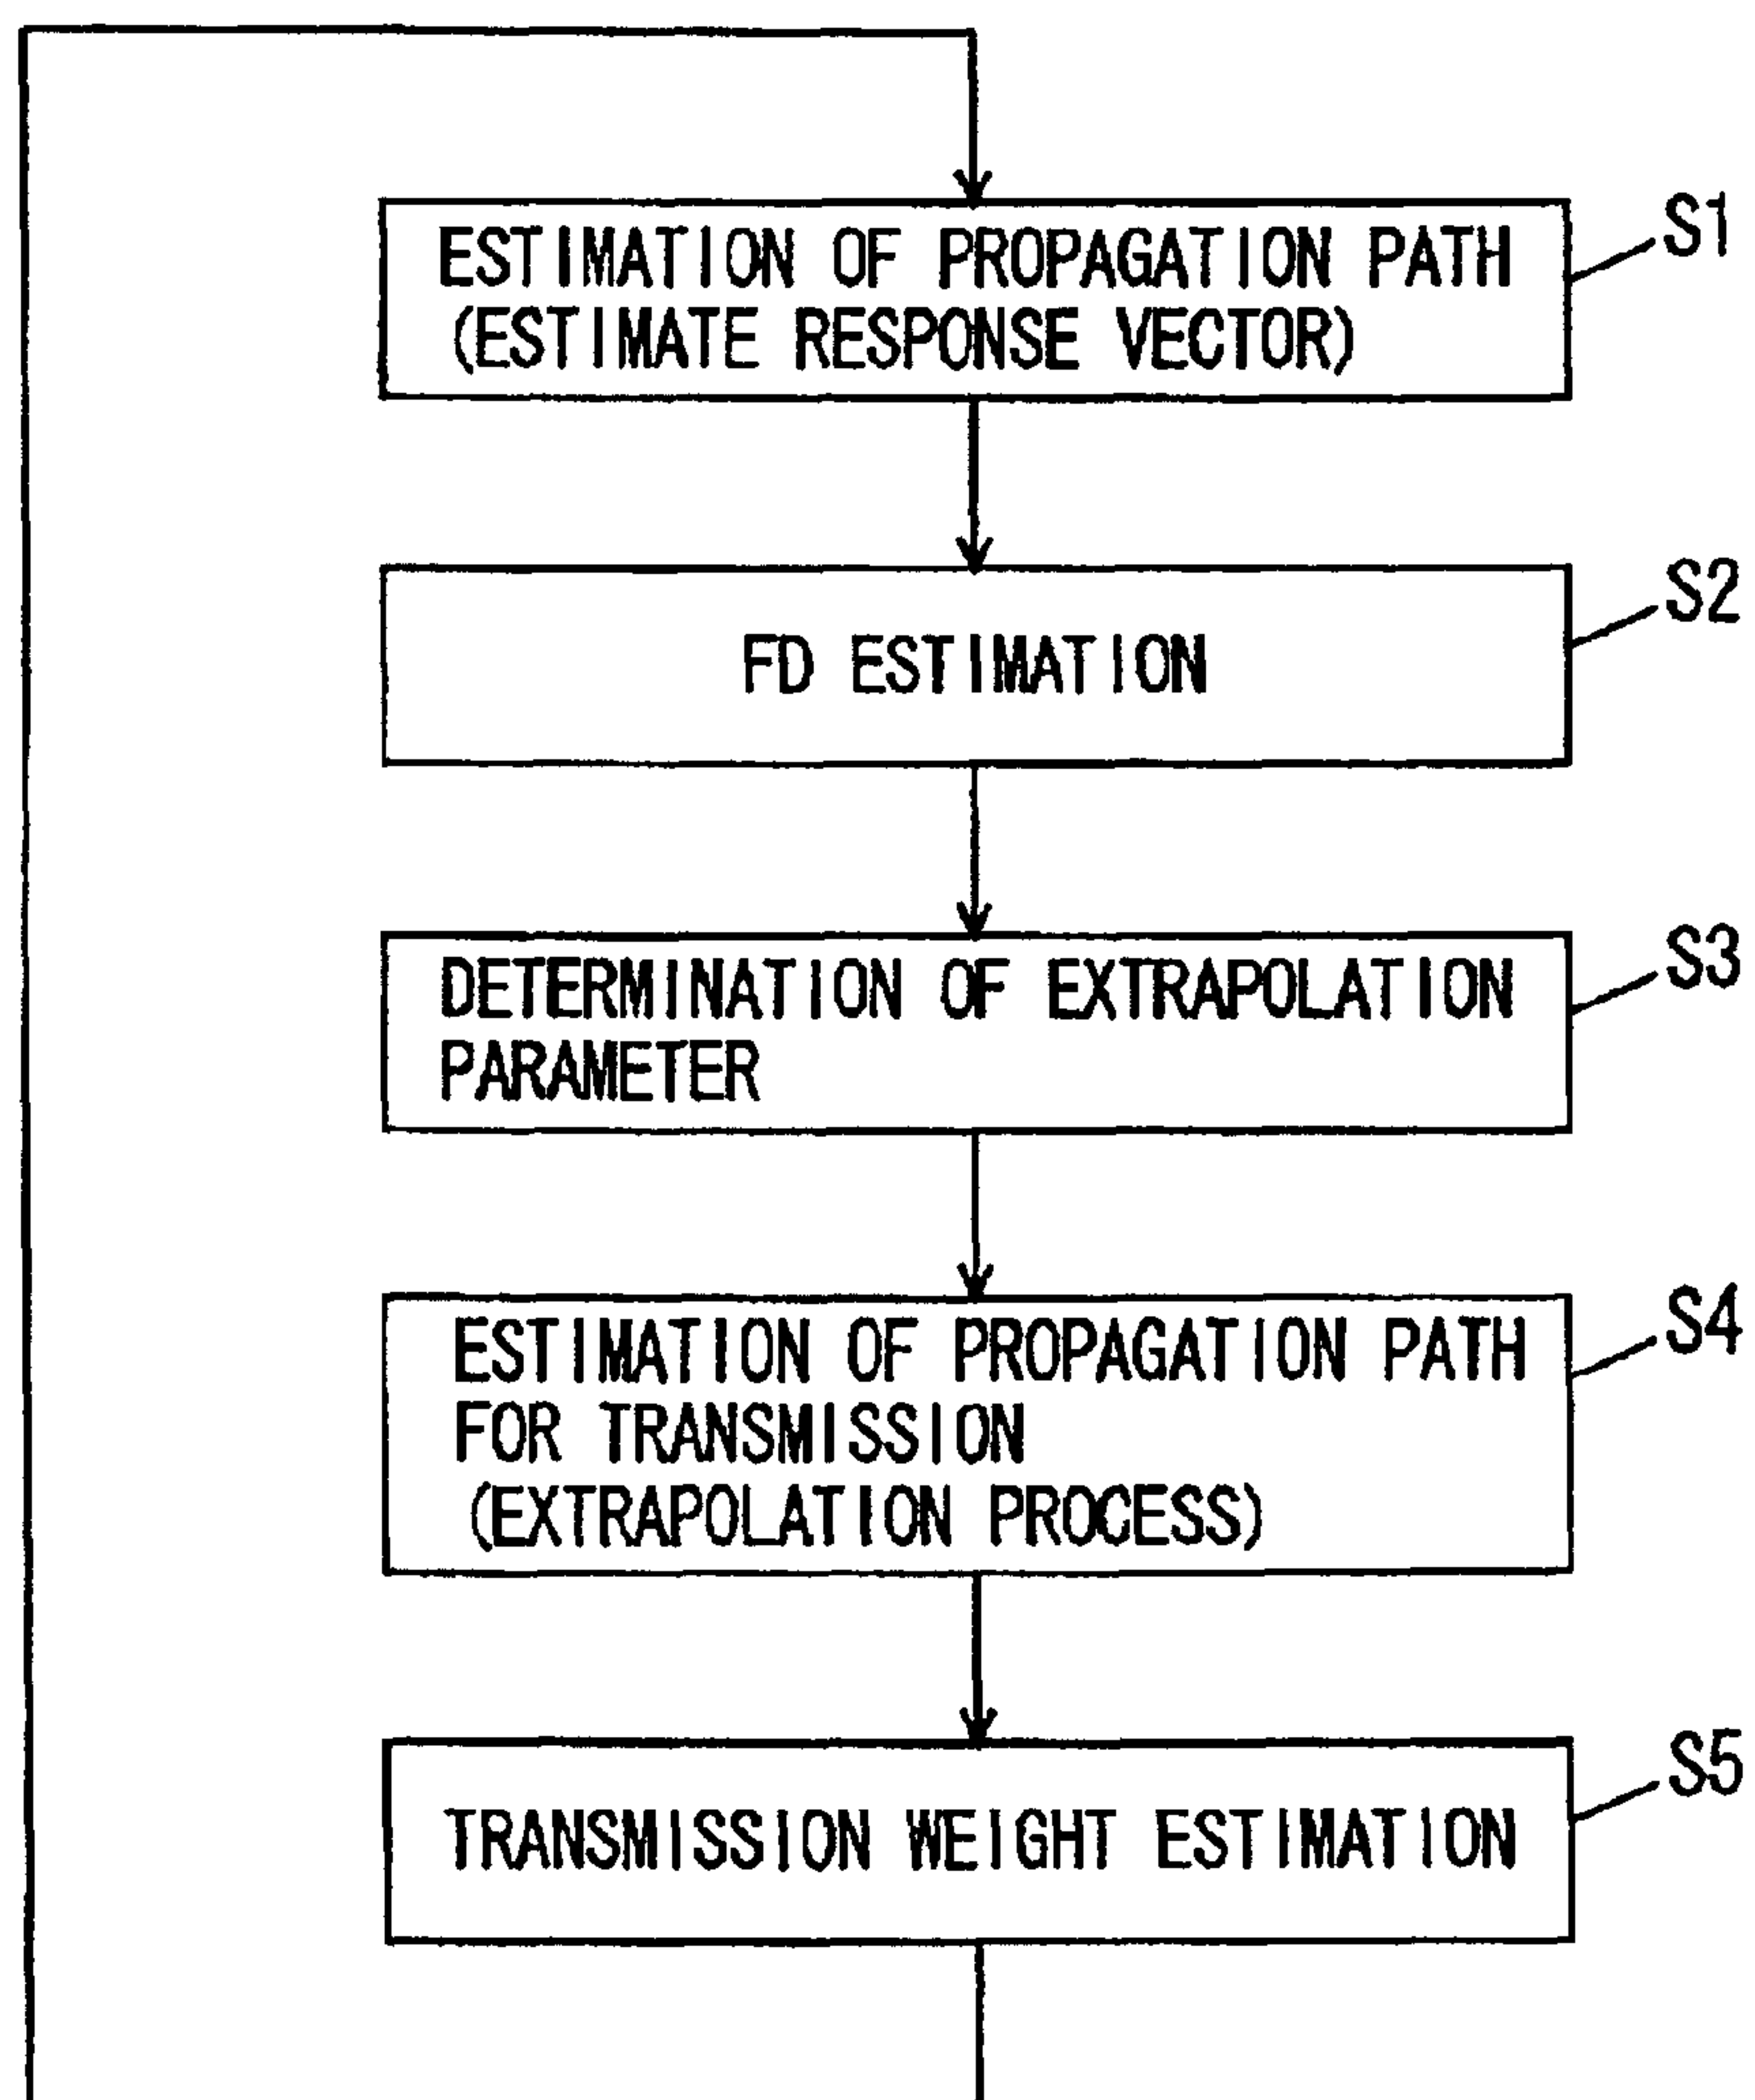 ESTIMATION OF PROPAGATION PATH
(ESTIMATE RESPONSE VECTOR)
S1
FD ESTIMATION
S2
DETERMINATION OF EXTRAPOLATION
PARAMETER
S3
ESTIMATION OF PROPAGATION PATH
FOR TRANSMISSION
(EXTRAPOLATION PROCESS)
S4
TRANSMISSION WEIGHT ESTIMATION
S5